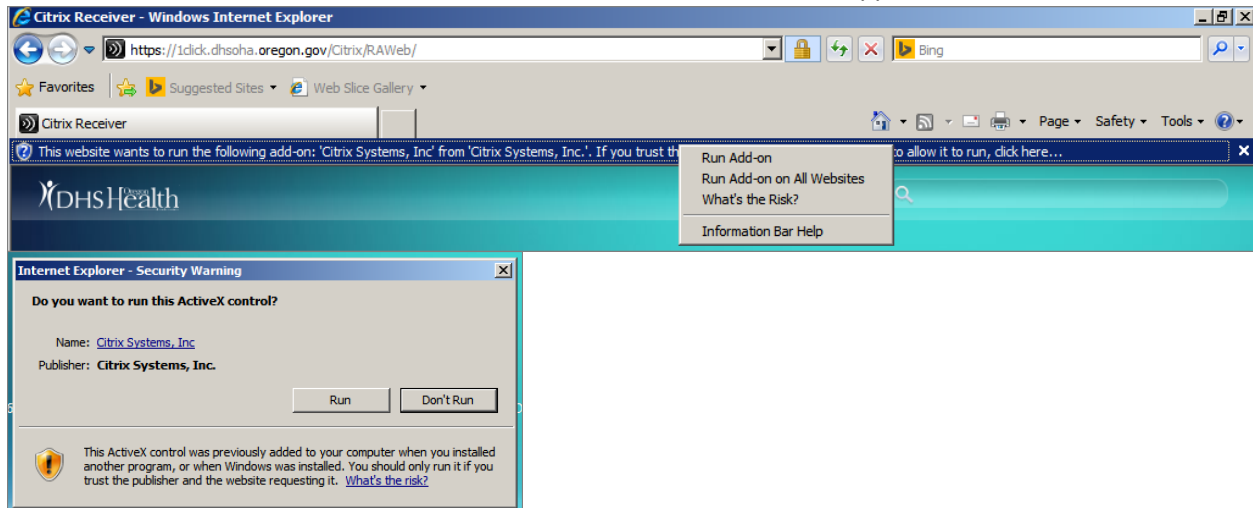 Citrix Receiver - Windows Internet Explorer
https://1dick.dhsoha.oregon.gov/Citrix/RAWeb/
Bing
Favorites Suggested Sites Web Slice Gallery
Citrix Receiver Page Safety Tools
This website wants to run the following add-on: 'Citrix Systems, Inc' from 'Citrix Systems, Inc.'. If you trust th to allow it to run, click here...
Run Add-on
Run Add-on on All Websites
What's the Risk?
Information Bar Help
DHS Oregon Health
Internet Explorer - Security Warning
Do you want to run this ActiveX control?
Name: Citrix Systems, Inc
Publisher: Citrix Systems, Inc.
Run Don't Run
This ActiveX control was previously added to your computer when you installed
another program, or when Windows was installed. You should only run it if you
trust the publisher and the website requesting it. What's the risk?